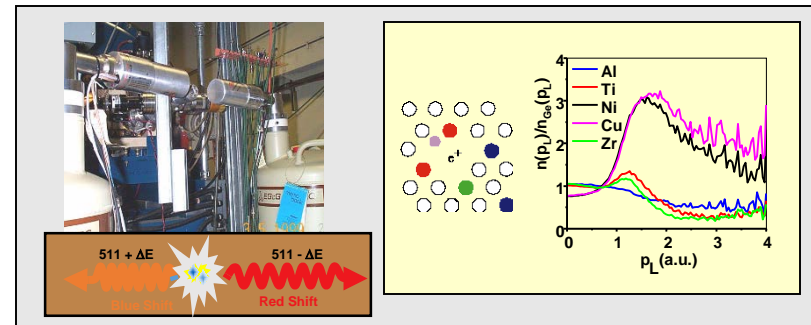 EG&G
511 + ΔE
511 - ΔE
Blue Shift
Red Shift
e+
n(pL)/nGe(pL)
4
3
2
1
0
Al
Ti
Ni
Cu
Zr
0
1
2
3
4
pL(a.u.)